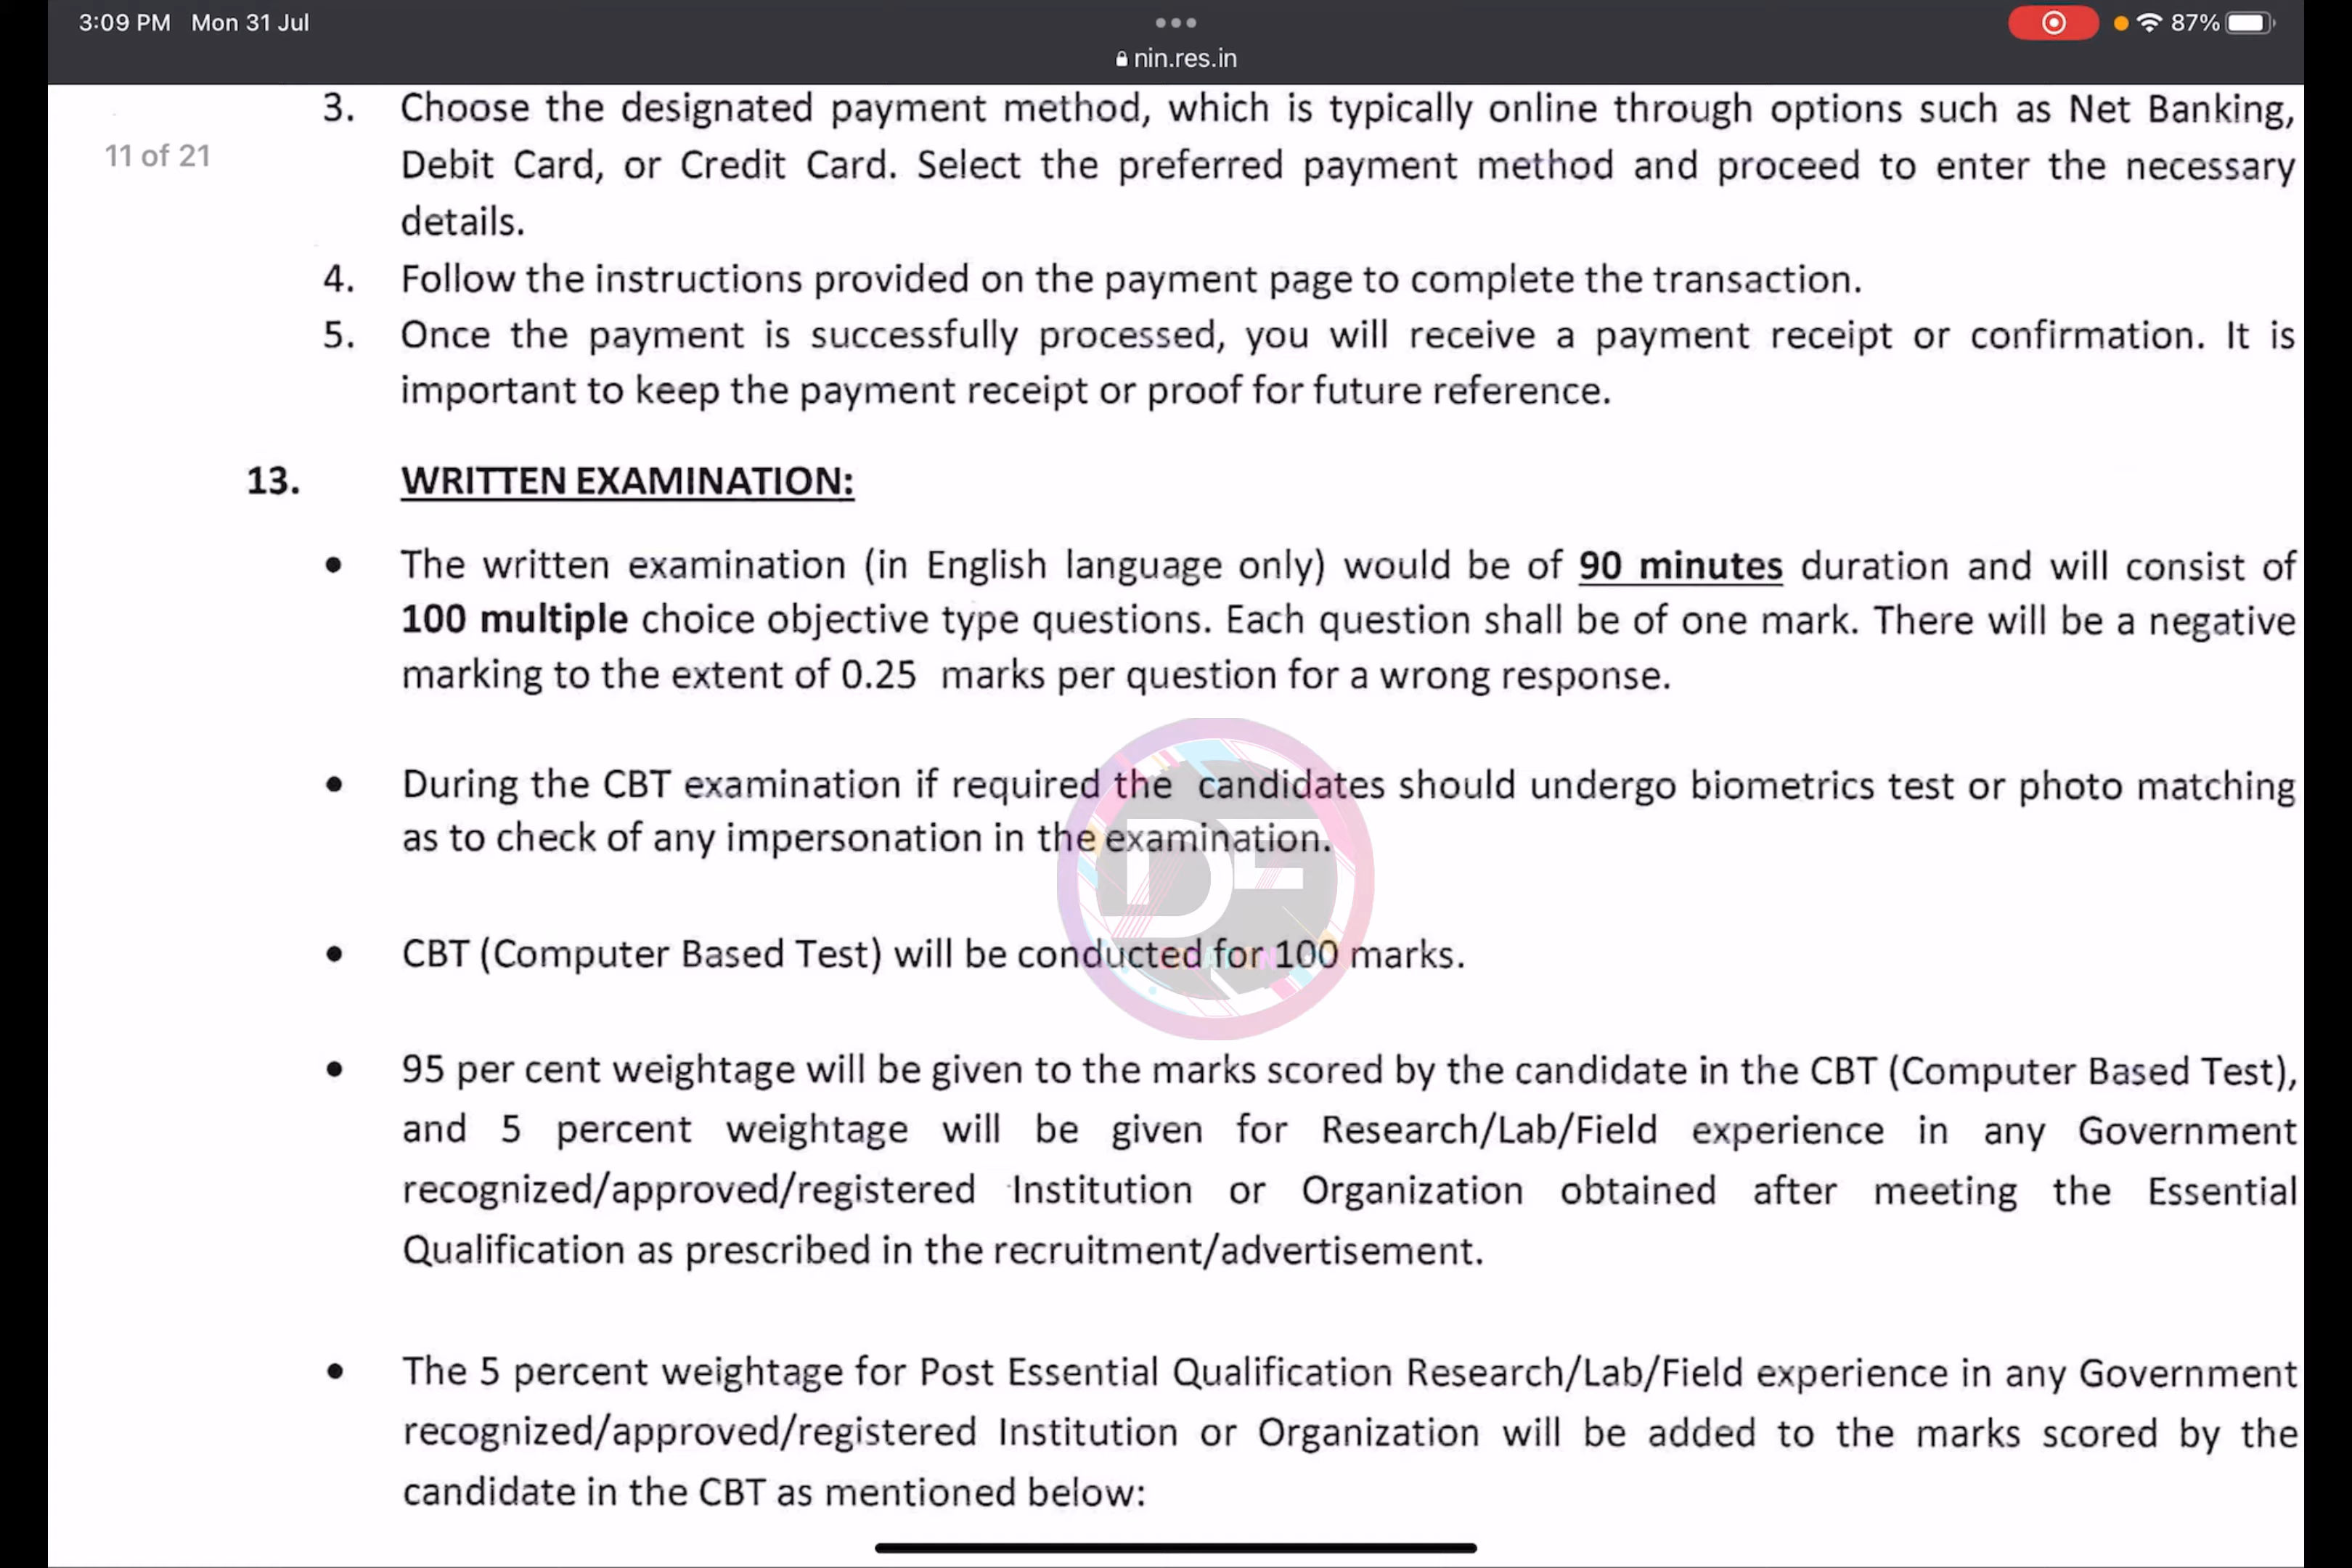 3:09 PM Mon 31 Jul
87%
nin.res.in
11 of 21
3. Choose the designated payment method, which is typically online through options such as Net Banking,
Debit Card, or Credit Card. Select the preferred payment method and proceed to enter the necessary
details.
4. Follow the instructions provided on the payment page to complete the transaction.
5. Once the payment is successfully processed, you will receive a payment receipt or confirmation. It is
important to keep the payment receipt or proof for future reference.
13. WRITTEN EXAMINATION:
• The written examination (in English language only) would be of 90 minutes duration and will consist of
100 multiple choice objective type questions. Each question shall be of one mark. There will be a negative
marking to the extent of 0.25 marks per question for a wrong response.
• During the CBT examination if required the candidates should undergo biometrics test or photo matching
as to check of any impersonation in the examination.
• CBT (Computer Based Test) will be conducted for 100 marks.
• 95 per cent weightage will be given to the marks scored by the candidate in the CBT (Computer Based Test),
and 5 percent weightage will be given for Research/Lab/Field experience in any Government
recognized/approved/registered Institution or Organization obtained after meeting the Essential
Qualification as prescribed in the recruitment/advertisement.
• The 5 percent weightage for Post Essential Qualification Research/Lab/Field experience in any Government
recognized/approved/registered Institution or Organization will be added to the marks scored by the
candidate in the CBT as mentioned below: